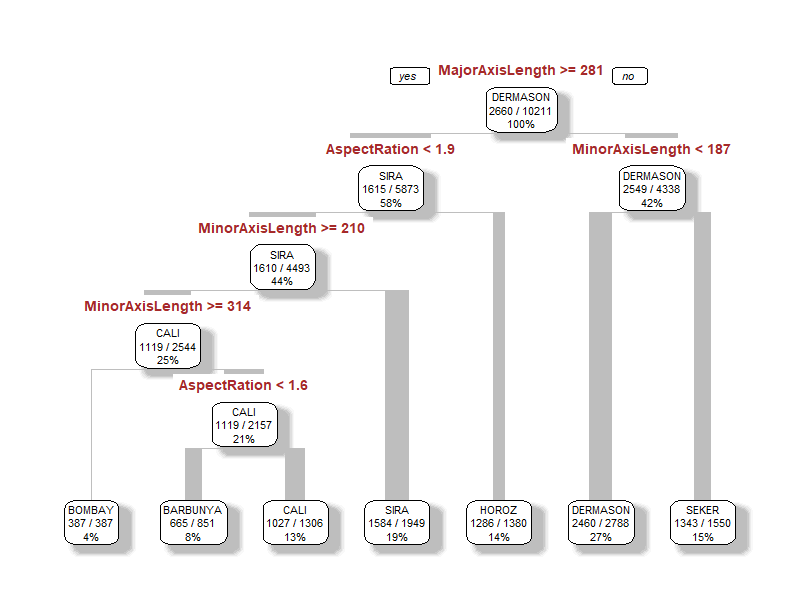 MajorAxisLength >= 281
yes
no
DERMASON
2660 / 10211
100%
AspectRation < 1.9
MinorAxisLength < 187
SIRA
1615 / 5873
58%
DERMASON
2549 / 4338
42%
MinorAxisLength >= 210
SIRA
1610 / 4493
44%
MinorAxisLength >= 314
CALI
1119 / 2544
25%
AspectRation < 1.6
CALI
1119 / 2157
21%
BOMBAY
387 / 387
4%
BARBUNYA
665 / 851
8%
CALI
1027 / 1306
13%
SIRA
1584 / 1949
19%
HOROZ
1286 / 1380
14%
DERMASON
2460 / 2788
27%
SEKER
1343 / 1550
15%